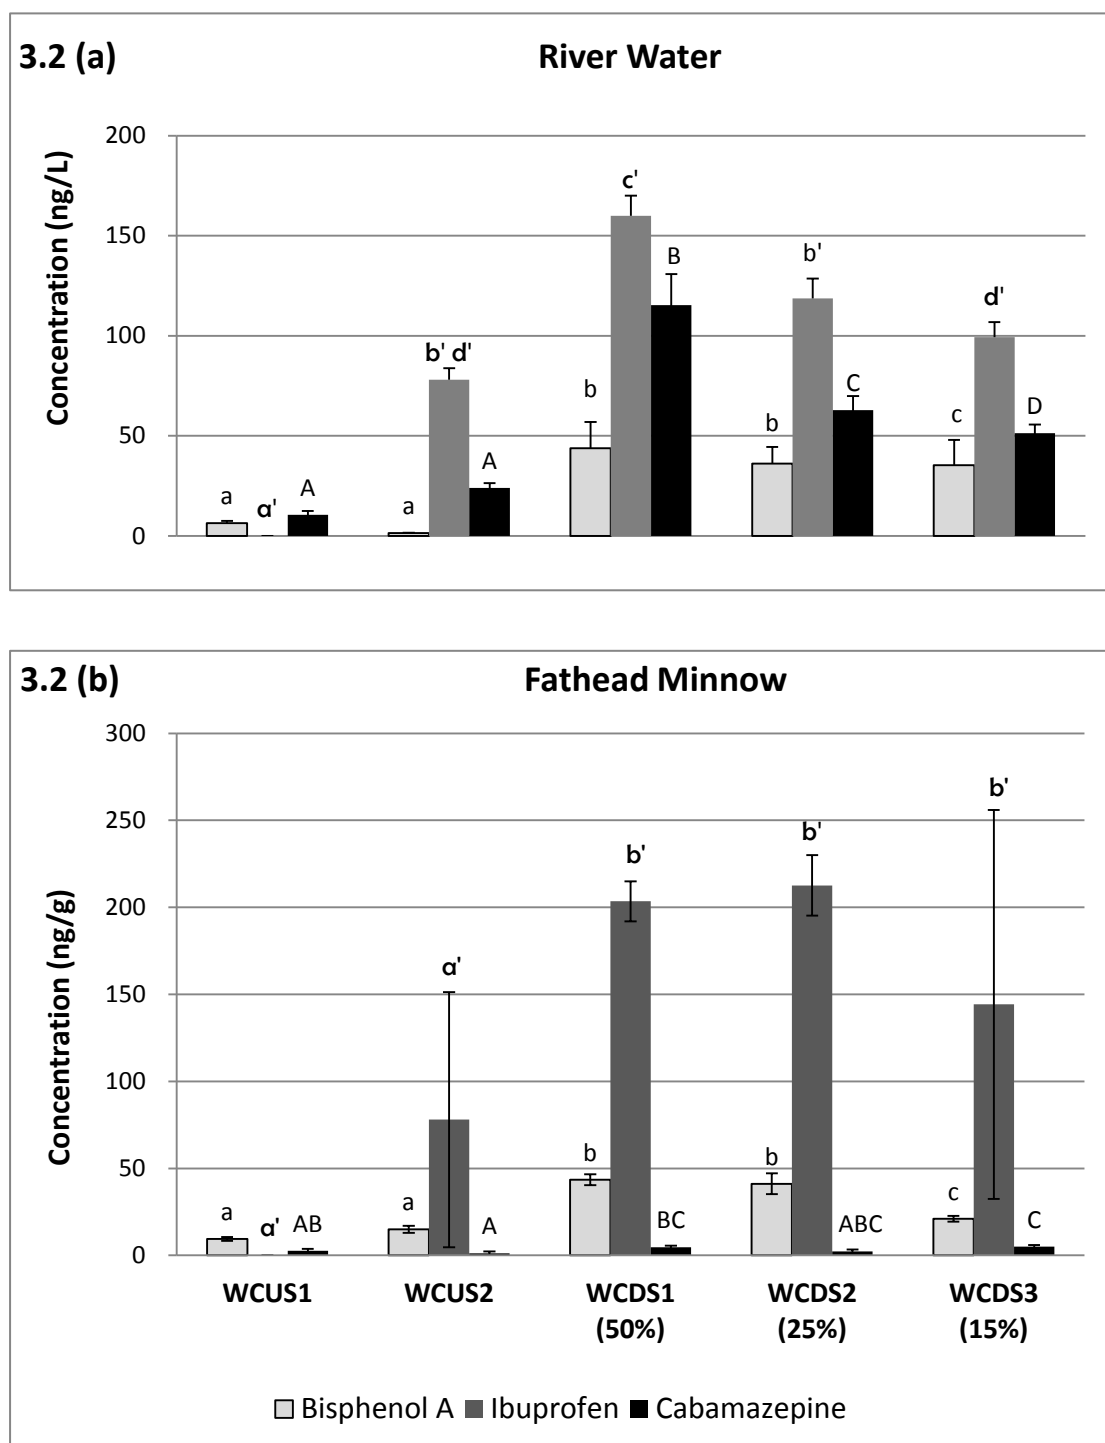 3.2 (a) River Water
Concentration (ng/L)
200
150
100
50
0
a
a'
A
a
b' d'
A
b
c'
B
b
b'
C
c
d'
D
3.2 (b) Fathead Minnow
Concentration (ng/g)
300
250
200
150
100
50
0
a
a'
AB
a
a'
A
b
b'
BC
b
b'
ABC
c
b'
C
WCUS1 WCUS2 WCDS1 WCDS2 WCDS3
(50%) (25%) (15%)
Bisphenol A Ibuprofen Cabamazepine